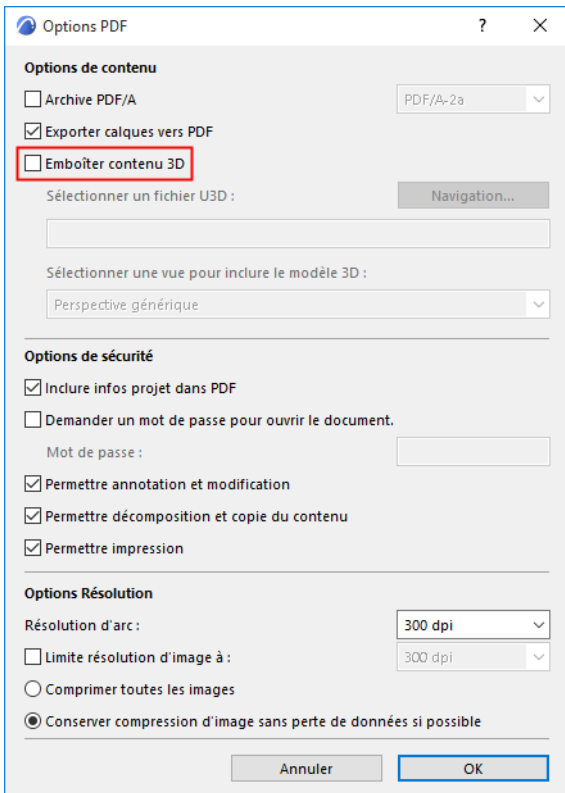 Options PDF
?
Options de contenu
Archive PDF/A
PDF/A-2a
Exporter calques vers PDF
Emboîter contenu 3D
Sélectionner un fichier U3D :
Navigation...
Sélectionner une vue pour inclure le modèle 3D :
Perspective générique
Options de sécurité
Inclure infos projet dans PDF
Demander un mot de passe pour ouvrir le document.
Mot de passe :
Permettre annotation et modification
Permettre décomposition et copie du contenu
Permettre impression
Options Résolution
Résolution d'arc :
300 dpi
Limite résolution d'image à :
300 dpi
Comprimer toutes les images
Conserver compression d'image sans perte de données si possible
Annuler
OK